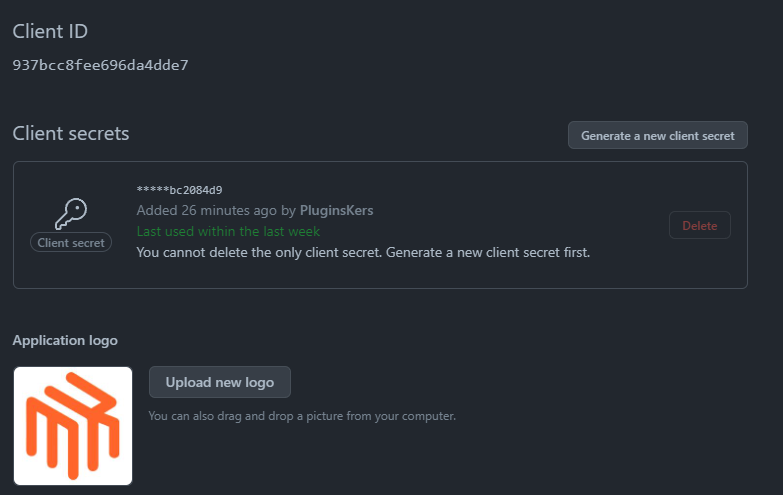 Client ID
937bcc8fee696da4dde7
Client secrets
Generate a new client secret
*****bc2084d9
Added 26 minutes ago by PluginsKers
Client secret
Last used within the last week
Delete
You cannot delete the only client secret. Generate a new client secret first.
Application logo
Upload new logo
You can also drag and drop a picture from your computer.